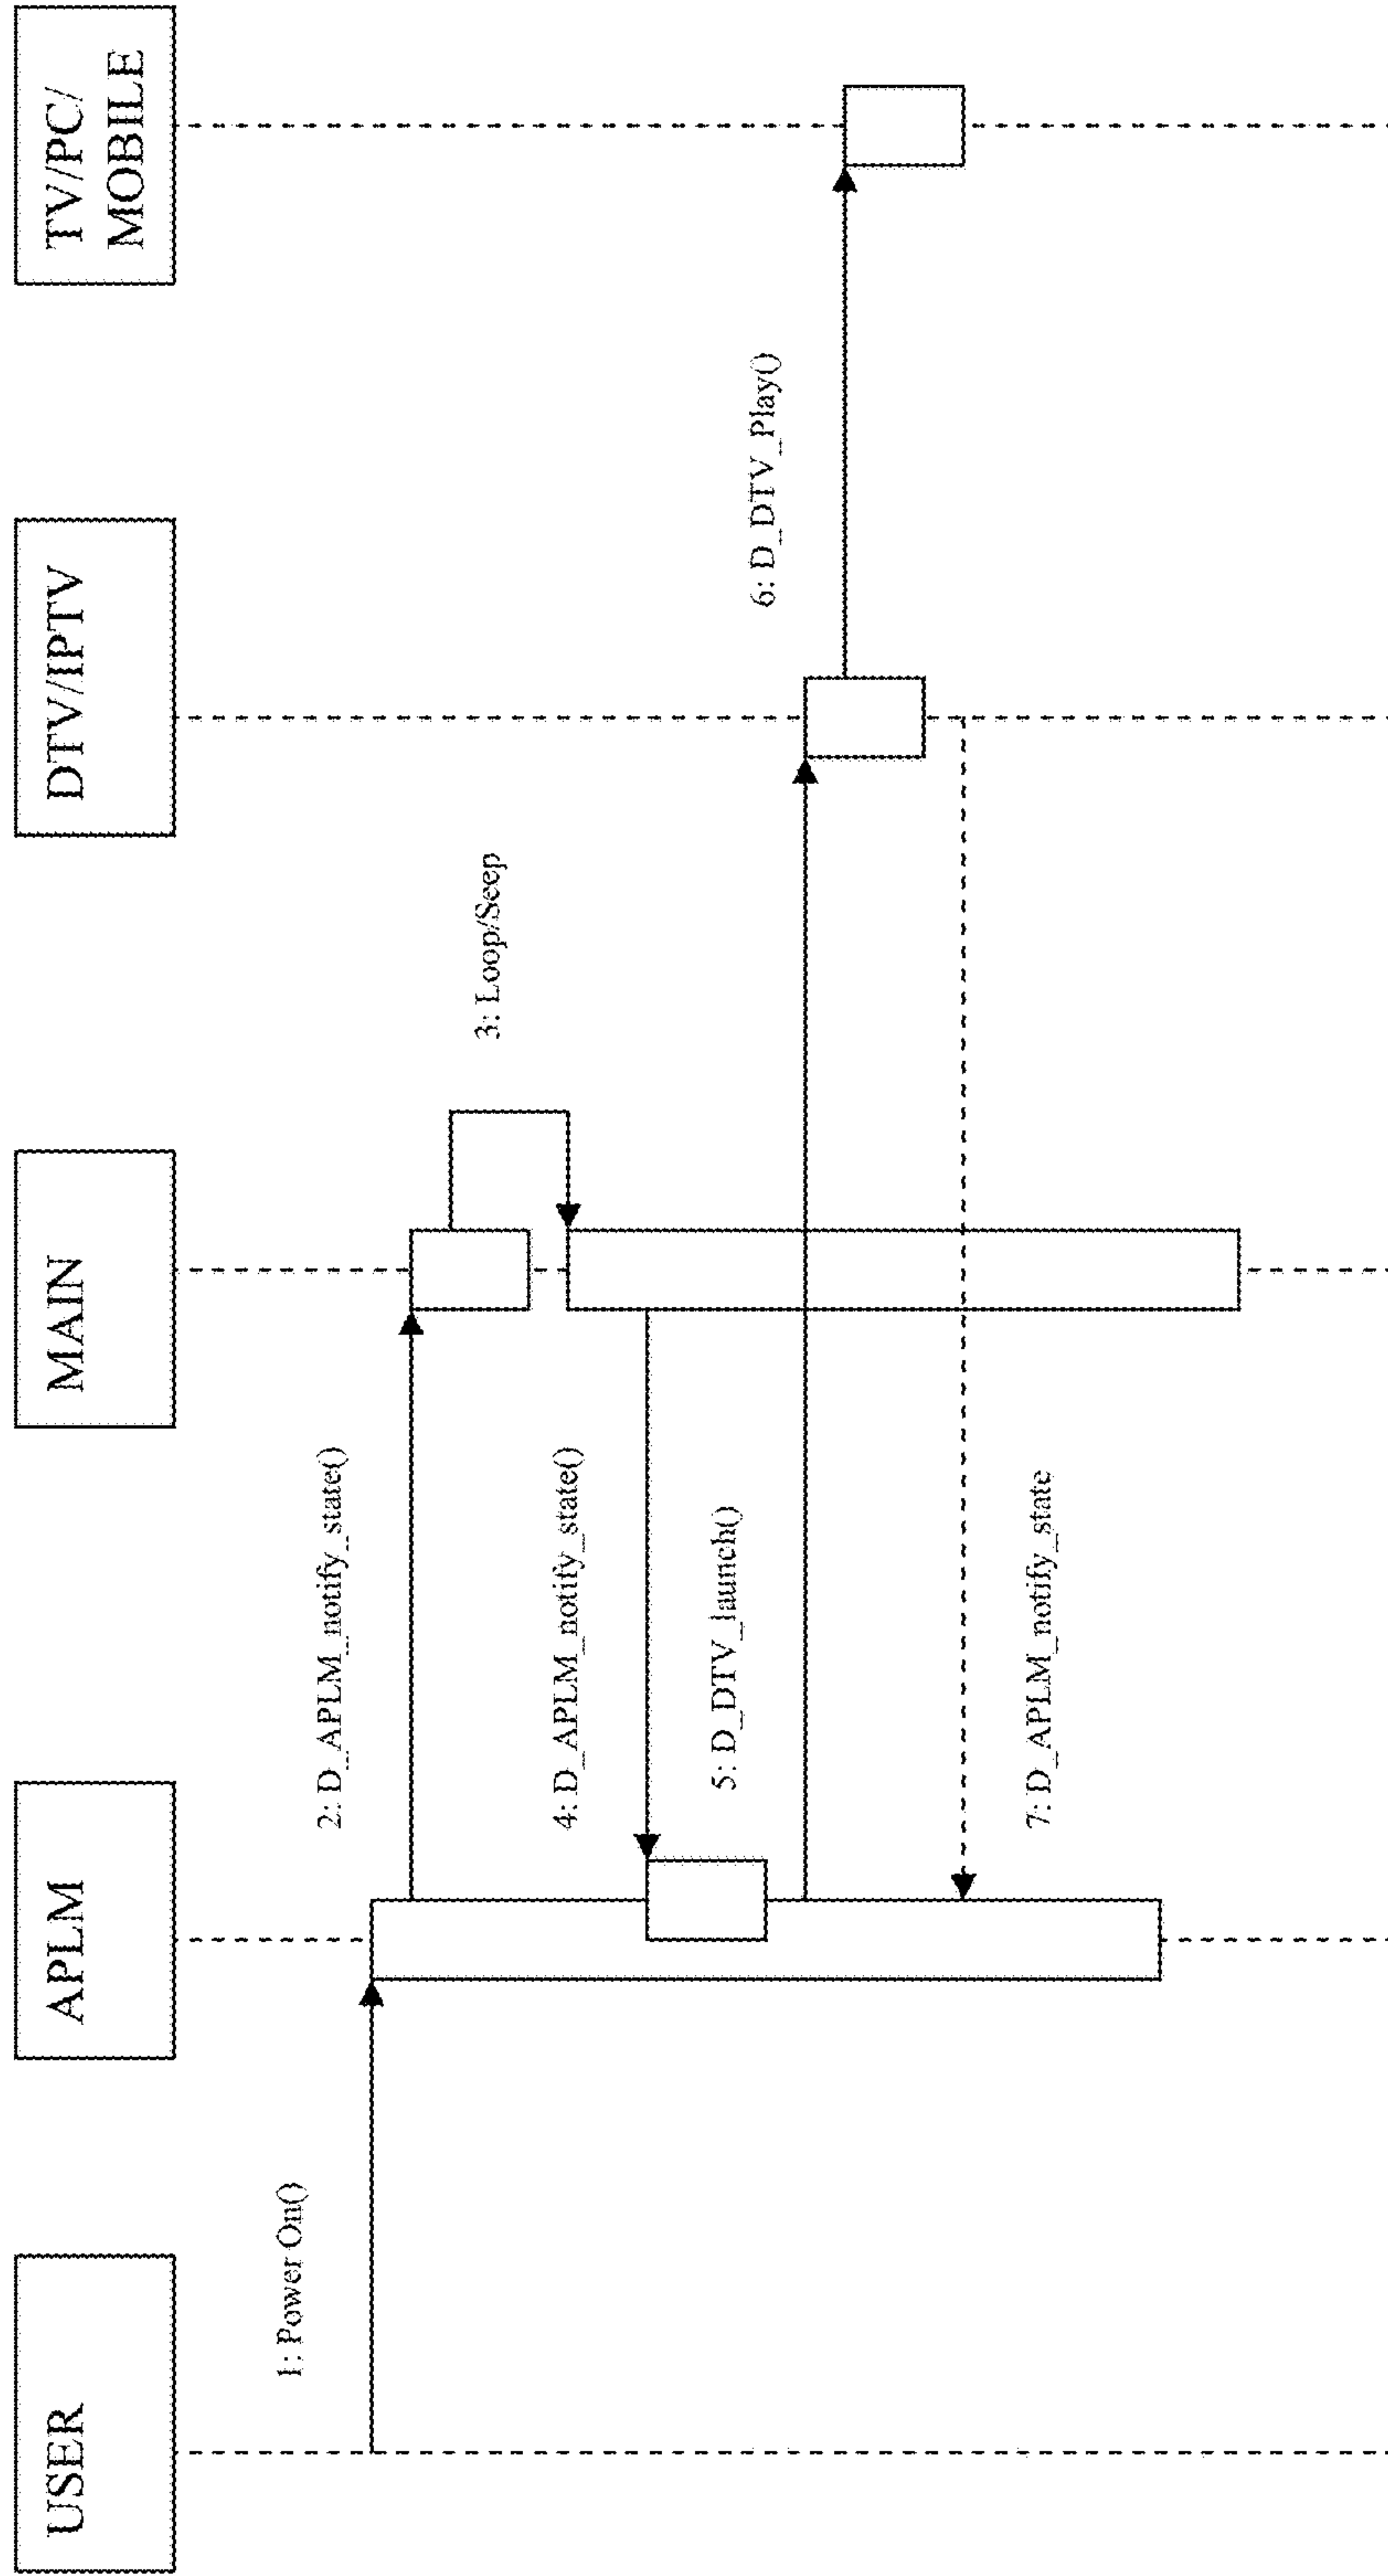 USER
APLM
MAIN
DTV/IPTV
TV/PC/
MOBILE
1: Power On()
2: D_APLM_notify_state()
3: Loop/Seep
4: D_APLM_notify_state()
5: D_DTV_launch()
6: D_DTV_Play()
7: D_APLM_notify_state